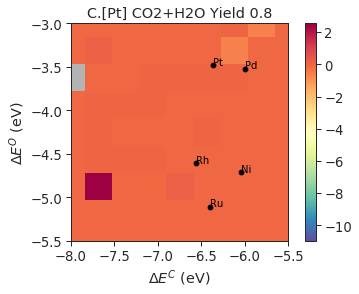 C.[Pt] CO2+H2O Yield 0.8
−3.0
−3.5
−4.0
−4.5
−5.0
−5.5
ΔE^O (eV)
Pt
Pd
Rh
Ni
Ru
−8.0 −7.5 −7.0 −6.5 −6.0 −5.5
ΔE^C (eV)
2
0
−2
−4
−6
−8
−10